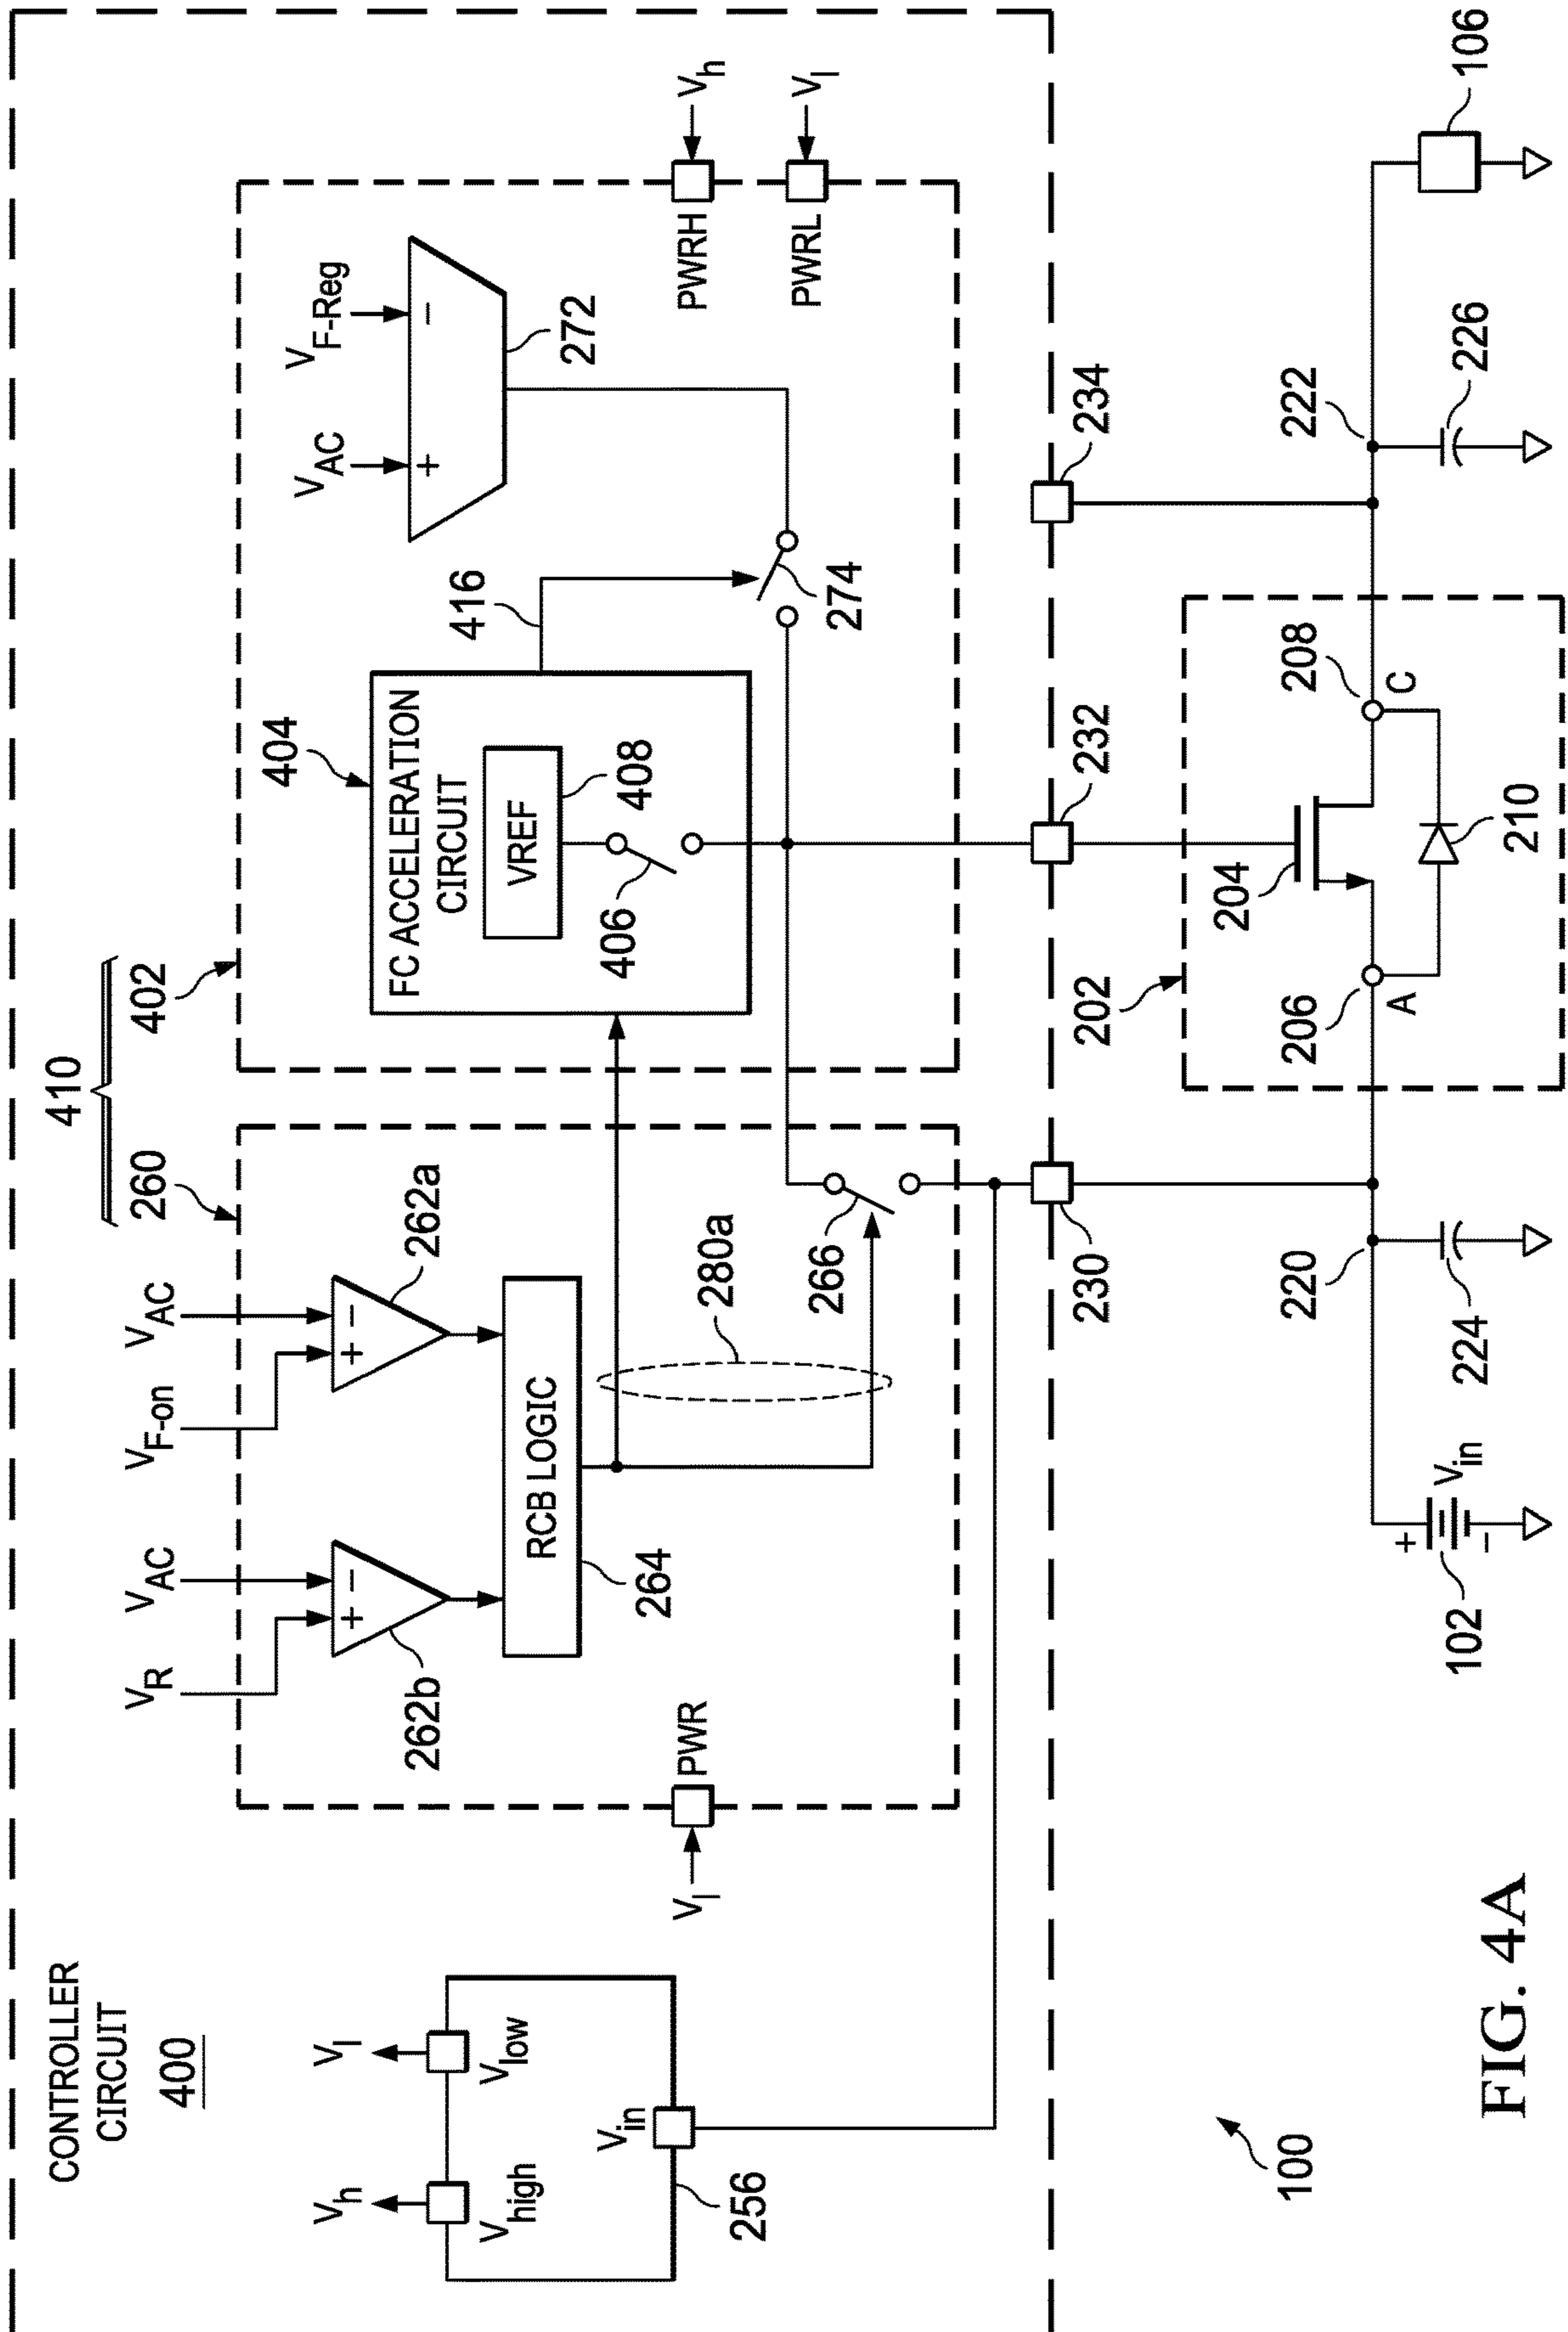 CONTROLLER
CIRCUIT
400
410
260
402
V_R
V_AC
V_F-on
V_AC
+
−
+
−
262b
262a
RCB LOGIC
264
280a
266
V_l
PWR
404
FC ACCELERATION
CIRCUIT
VREF
408
406
416
V_AC
V_F-Reg
+
−
272
274
PWRH
V_h
PWRL
V_l
V_h
V_l
V_high
V_low
V_in
256
230
232
234
202
204
206
208
A
C
210
220
222
224
226
102
+
−
V_in
106
100
FIG. 4A